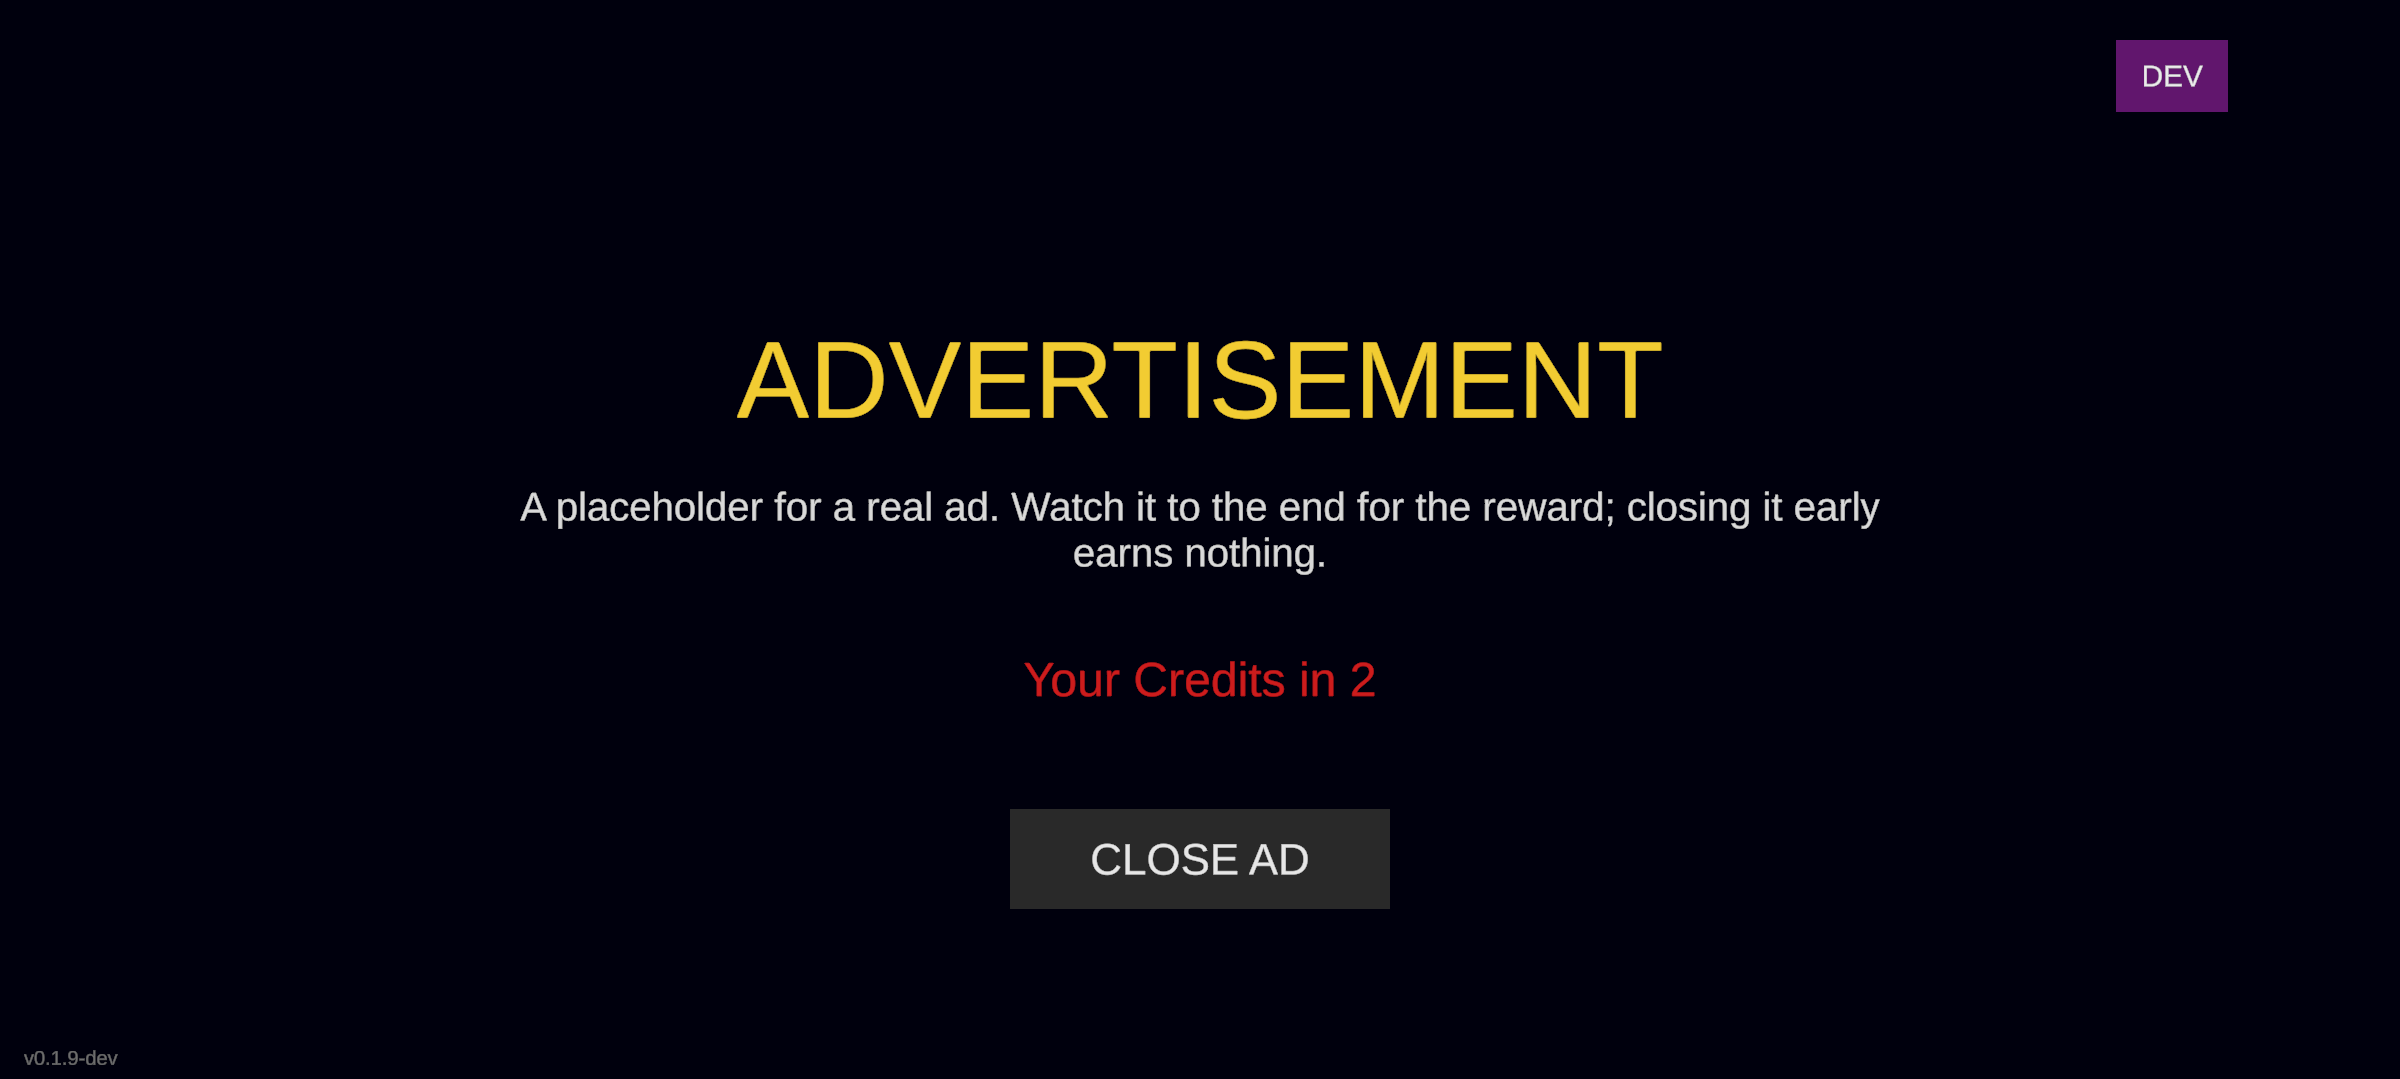 DEV
ADVERTISEMENT
A placeholder for a real ad. Watch it to the end for the reward; closing it early
earns nothing.
Your Credits in 2
CLOSE AD
v0.1.9-dev